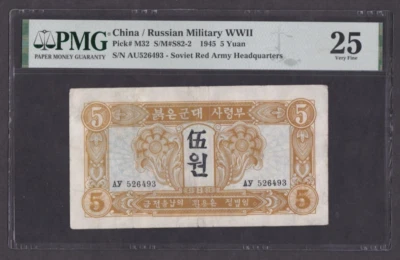 PMG
PAPER MONEY GUARANTY
China / Russian Military WWII
Pick# M32 S/M#S82-2 1945 5 Yuan
S/N AU526493 - Soviet Red Army Headquarters
25
Very Fine
5 붉은군대 사령부 5
伍원
АУ 526493 АУ 526493
5 5